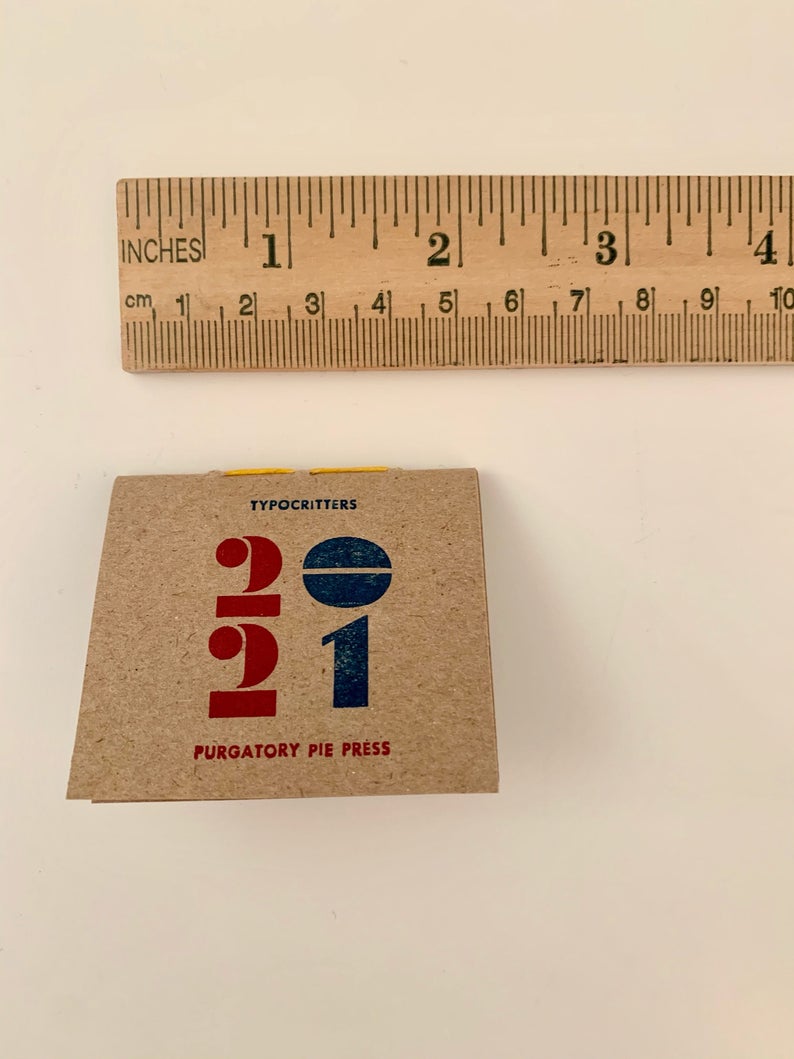 INCHES 1 2 3 4
cm 1 2 3 4 5 6 7 8 9 10
TYPOCRITTERS
20
21
PURGATORY PIE PRESS